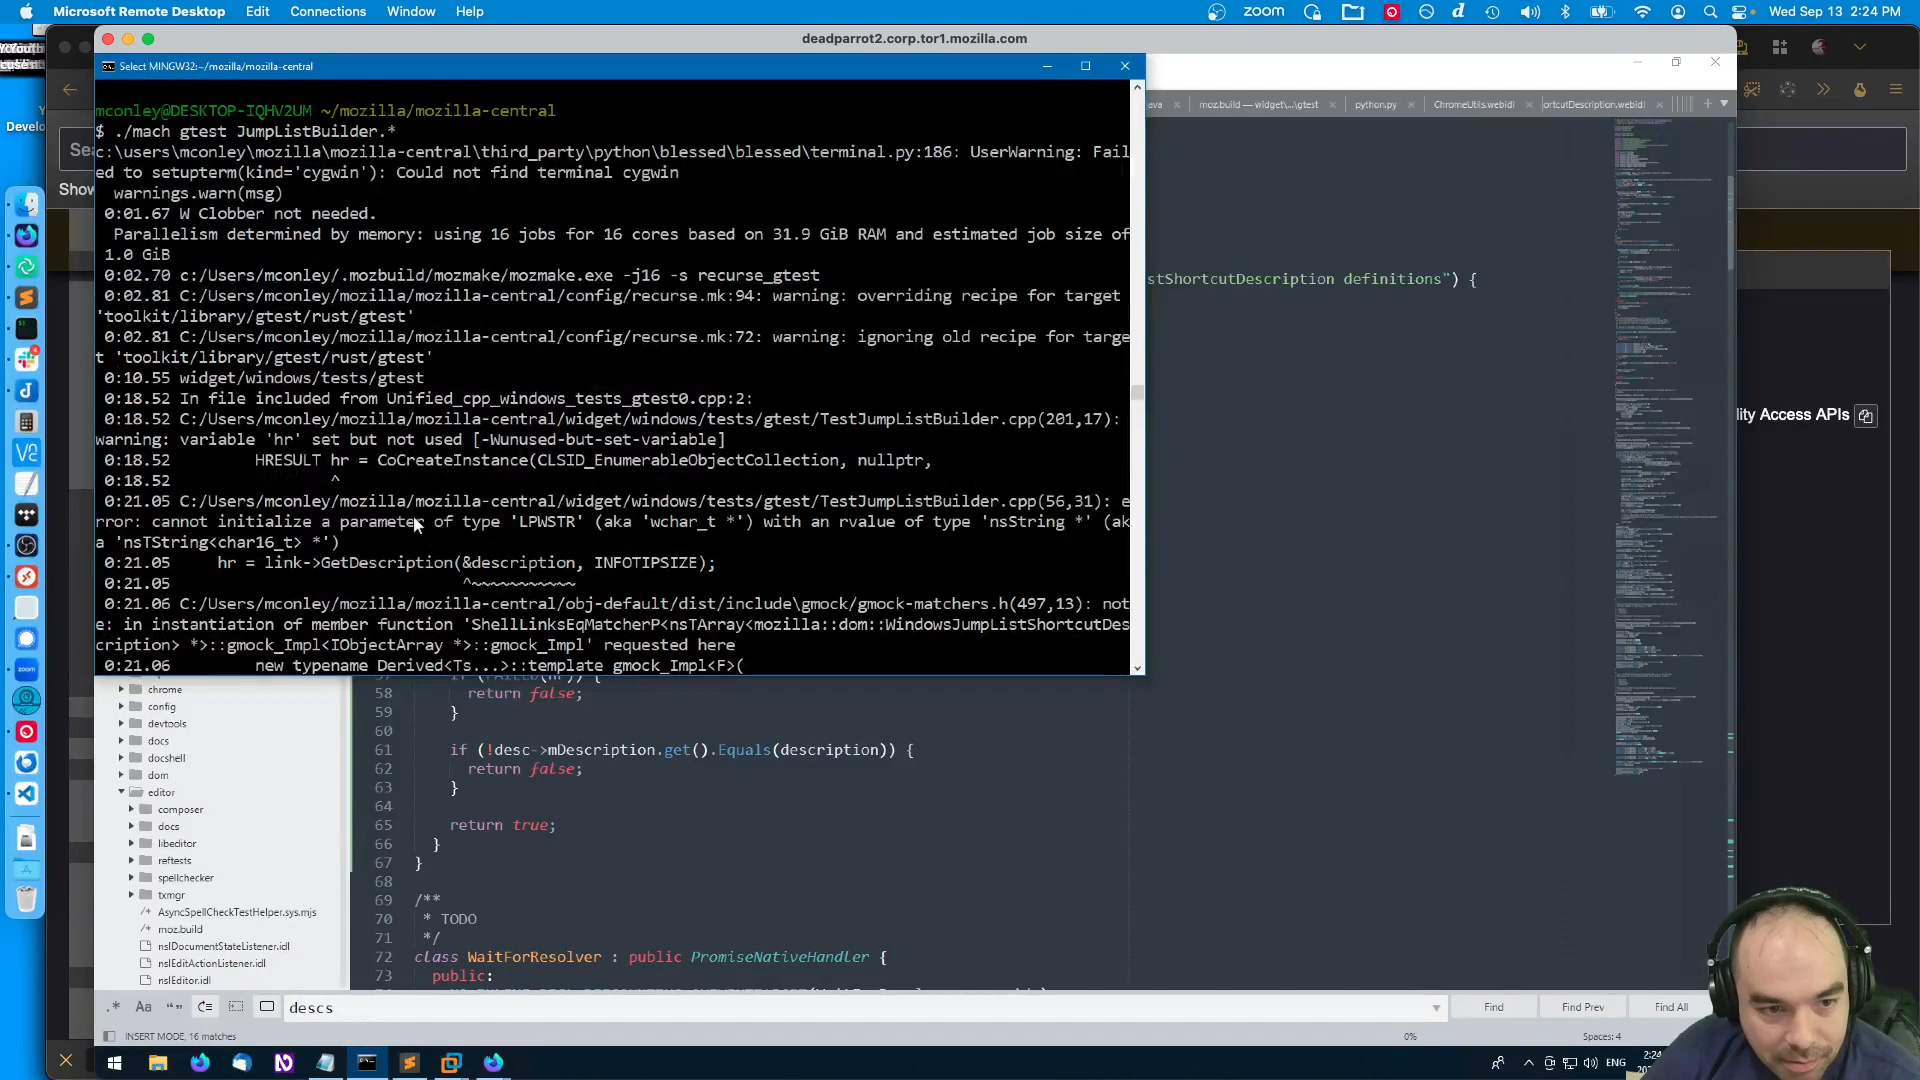 Microsoft Remote Desktop Edit Connections Window Help
zoom
Wed Sep 13 2:24 PM
deadparrot2.corp.tor1.mozilla.com
Select MINGW32:~/mozilla/mozilla-central
mconley@DESKTOP-IQHV2UM ~/mozilla/mozilla-central
$ ./mach gtest JumpListBuilder.*
c:\users\mconley\mozilla\mozilla-central\third_party\python\blessed\blessed\terminal.py:186: UserWarning: Fail
ed to setupterm(kind='cygwin'): Could not find terminal cygwin
warnings.warn(msg)
0:01.67 W Clobber not needed.
Parallelism determined by memory: using 16 jobs for 16 cores based on 31.9 GiB RAM and estimated job size of
1.0 GiB
0:02.70 c:/Users/mconley/.mozbuild/mozmake/mozmake.exe -j16 -s recurse_gtest
0:02.81 C:/Users/mconley/mozilla/mozilla-central/config/recurse.mk:94: warning: overriding recipe for target
'toolkit/library/gtest/rust/gtest'
0:02.81 C:/Users/mconley/mozilla/mozilla-central/config/recurse.mk:72: warning: ignoring old recipe for targe
t 'toolkit/library/gtest/rust/gtest'
0:10.55 widget/windows/tests/gtest
0:18.52 In file included from Unified_cpp_windows_tests_gtest0.cpp:2:
0:18.52 C:/Users/mconley/mozilla/mozilla-central/widget/windows/tests/gtest/TestJumpListBuilder.cpp(201,17):
warning: variable 'hr' set but not used [-Wunused-but-set-variable]
0:18.52 HRESULT hr = CoCreateInstance(CLSID_EnumerableObjectCollection, nullptr,
0:18.52 ^
0:21.05 C:/Users/mconley/mozilla/mozilla-central/widget/windows/tests/gtest/TestJumpListBuilder.cpp(56,31): e
rror: cannot initialize a parameter of type 'LPWSTR' (aka 'wchar_t *') with an rvalue of type 'nsString *' (ak
a 'nsTString<char16_t> *')
0:21.05 hr = link->GetDescription(&description, INFOTIPSIZE);
0:21.05 ^~~~~~~~~~~~
0:21.06 C:/Users/mconley/mozilla/mozilla-central/obj-default/dist/include\gmock/gmock-matchers.h(497,13): not
e: in instantiation of member function 'ShellLinksEqMatcherP<nsTArray<mozilla::dom::WindowsJumpListShortcutDes
cription> *>::gmock_Impl<IObjectArray *>::gmock_Impl' requested here
0:21.06 new typename Derived<Ts...>::template gmock_Impl<F>(
moz.build — widget\...\gtest
python.py
ChromeUtils.webidl
ortcutDescription.webidl
stShortcutDescription definitions") {
Develo
Sea
Show
lity Access APIs
chrome
config
devtools
docs
docshell
dom
editor
composer
docs
libeditor
reftests
spellchecker
txmgr
AsyncSpellCheckTestHelper.sys.mjs
moz.build
nsIDocumentStateListener.idl
nsIEditActionListener.idl
nsIEditor.idl
58 return false;
59 }
60
61 if (!desc->mDescription.get().Equals(description)) {
62 return false;
63 }
64
65 return true;
66 }
67 }
68
69 /**
70 * TODO
71 */
72 class WaitForResolver : public PromiseNativeHandler {
73 public:
descs
Find
Find Prev
Find All
INSERT MODE, 16 matches
0%
Spaces: 4
ENG